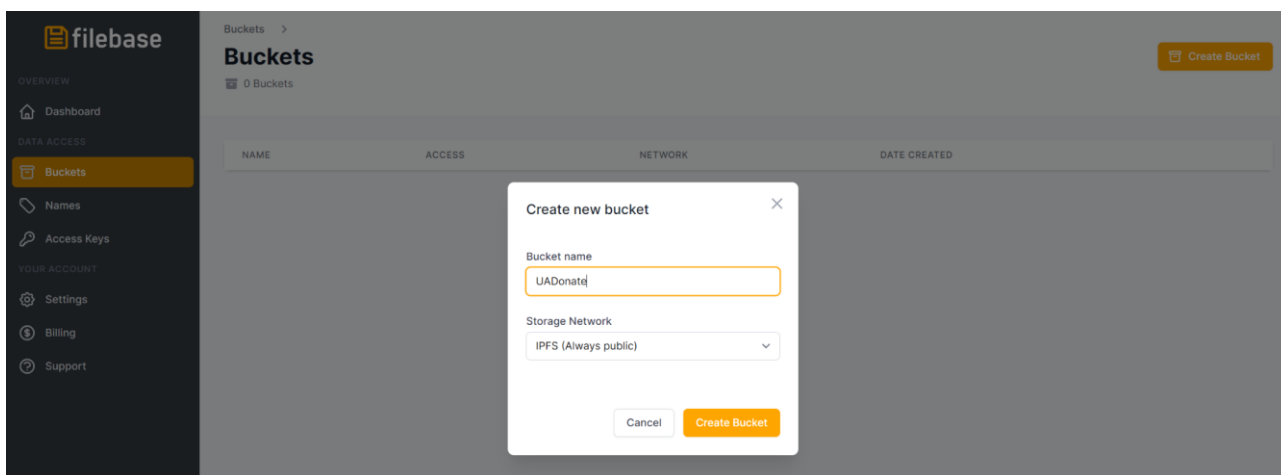 filebase
OVERVIEW
Dashboard
DATA ACCESS
Buckets
Names
Access Keys
YOUR ACCOUNT
Settings
Billing
Support
Buckets >
Buckets
0 Buckets
Create Bucket
NAME ACCESS NETWORK DATE CREATED
Create new bucket
Bucket name
UADonate
Storage Network
IPFS (Always public)
Cancel Create Bucket